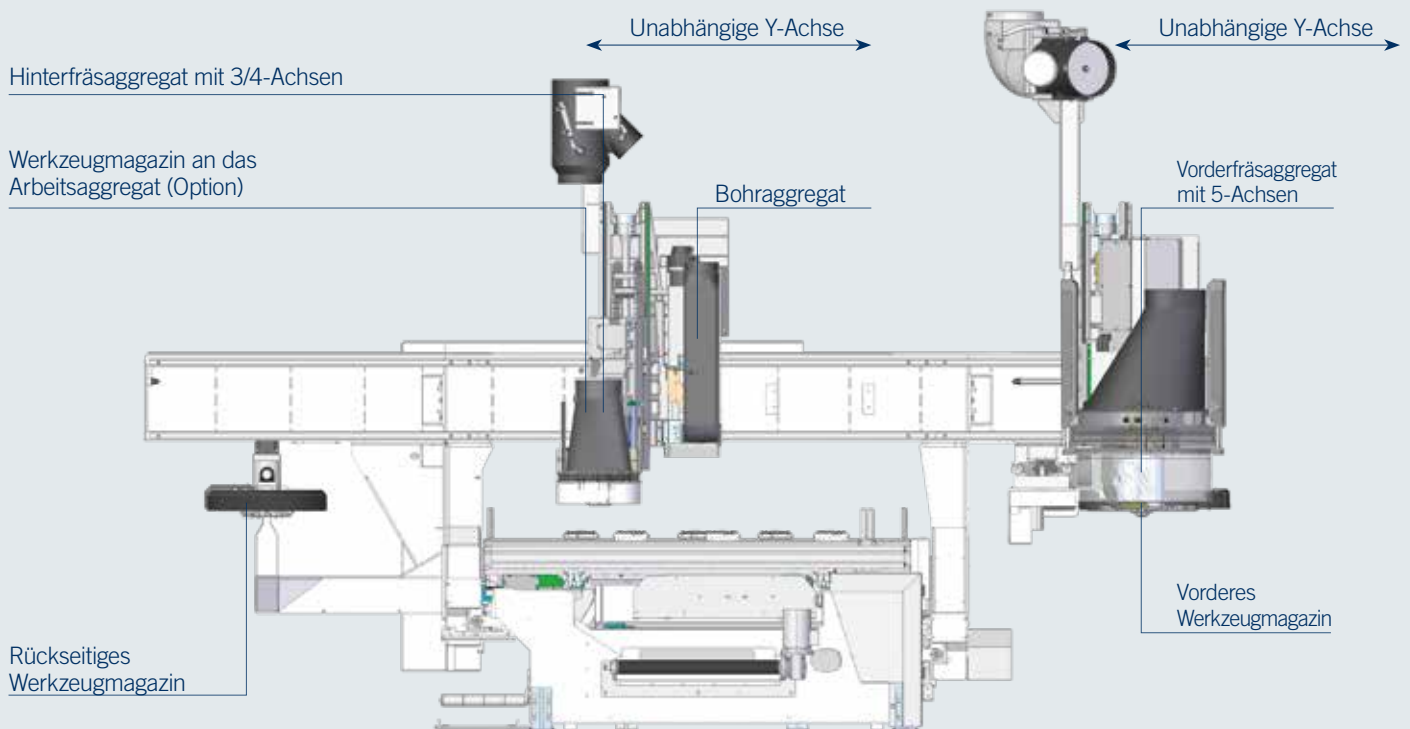 Unabhängige Y-Achse
Unabhängige Y-Achse
Hinterfräsaggregat mit 3/4-Achsen
Werkzeugmagazin an das
Arbeitsaggregat (Option)
Bohraggregat
Vorderfräsaggregat
mit 5-Achsen
Vorderes
Werkzeugmagazin
Rückseitiges
Werkzeugmagazin